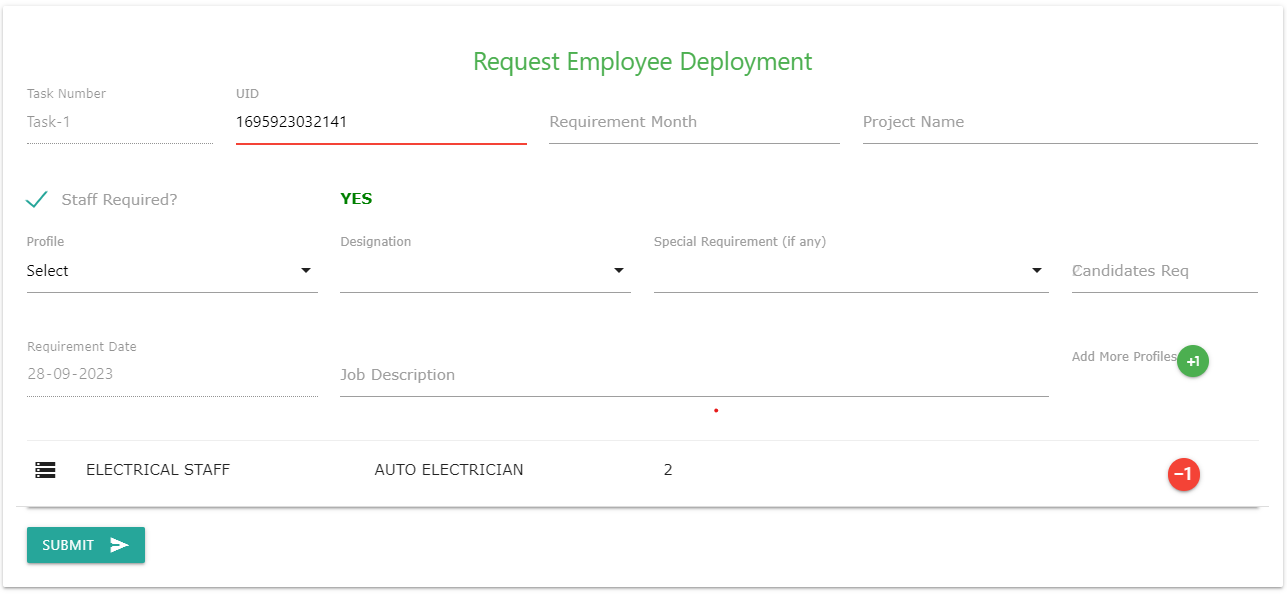 Request Employee Deployment
Task Number UID
Task-1 1695923032141 Requirement Month Project Name
Staff Required? YES
Profile Designation Special Requirement (if any)
Select Candidates Req
Requirement Date Add More Profiles +1
28-09-2023 Job Description
ELECTRICAL STAFF AUTO ELECTRICIAN 2 −1
SUBMIT